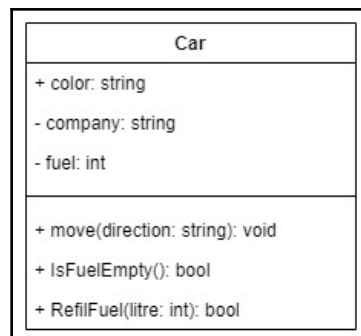 Car
+ color: string
- company: string
- fuel: int
+ move(direction: string): void
+ IsFuelEmpty(): bool
+ RefilFuel(litre: int): bool